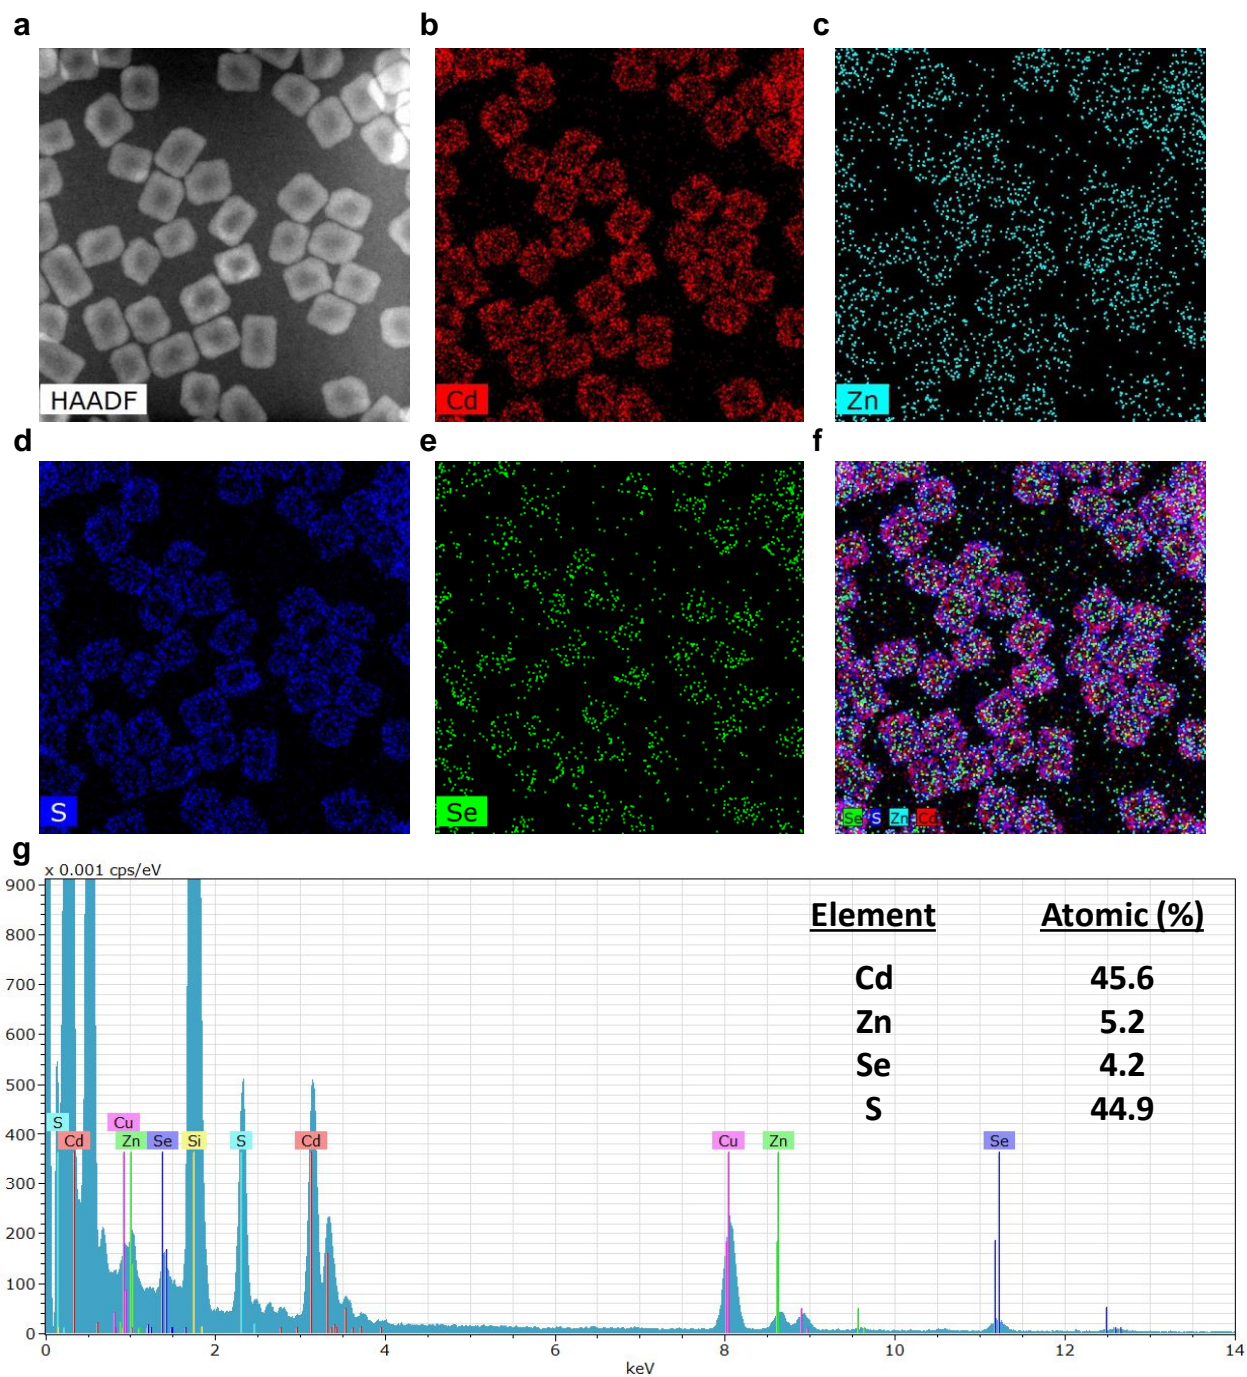 a
b
c
HAADF
Cd
Zn
d
e
f
S
Se
Se S Zn Cd
g
x 0.001 cps/eV
900
800
700
600
500
400
300
200
100
0
Element Atomic (%)
Cd 45.6
Zn 5.2
Se 4.2
S 44.9
S Cu
Cd Zn Se Si S Cd Cu Zn Se
0 2 4 6 8 10 12 14
keV